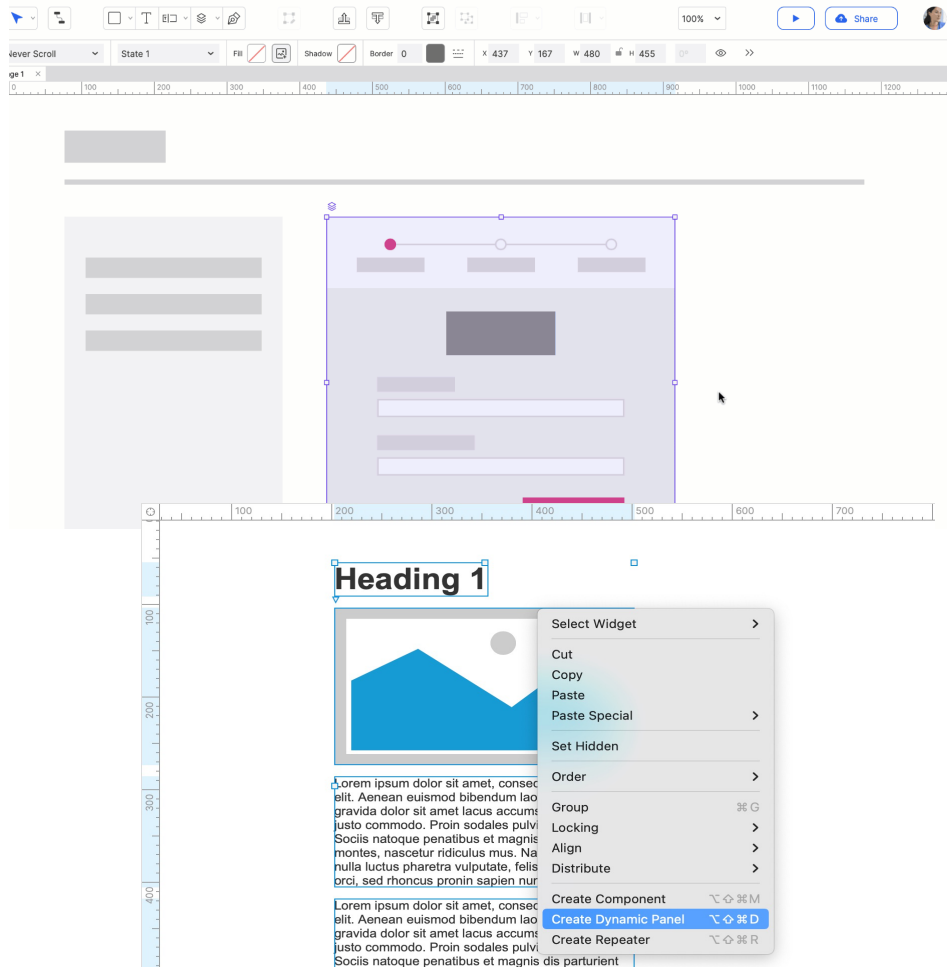 100%
Share
Never Scroll
State 1
Fill
Shadow
Border 0
X 437
Y 167
W 480
H 455
0°
ge 1 ×
0 100 200 300 400 500 600 700 800 900 1000 1100 1200
100 200 300 400 500 600 700
Heading 1
100
200
300
400
Lorem ipsum dolor sit amet, consec
elit. Aenean euismod bibendum lao
gravida dolor sit amet lacus accums
justo commodo. Proin sodales pulvi
Sociis natoque penatibus et magnis
montes, nascetur ridiculus mus. Na
nulla luctus pharetra vulputate, felis
orci, sed rhoncus pronin sapien nun
Lorem ipsum dolor sit amet, consec
elit. Aenean euismod bibendum lao
gravida dolor sit amet lacus accums
justo commodo. Proin sodales pulvi
Sociis natoque penatibus et magnis dis parturient
Select Widget
Cut
Copy
Paste
Paste Special
Set Hidden
Order
Group ⌘ G
Locking
Align
Distribute
Create Component ⌥⇧⌘M
Create Dynamic Panel ⌥⇧⌘D
Create Repeater ⌥⇧⌘R